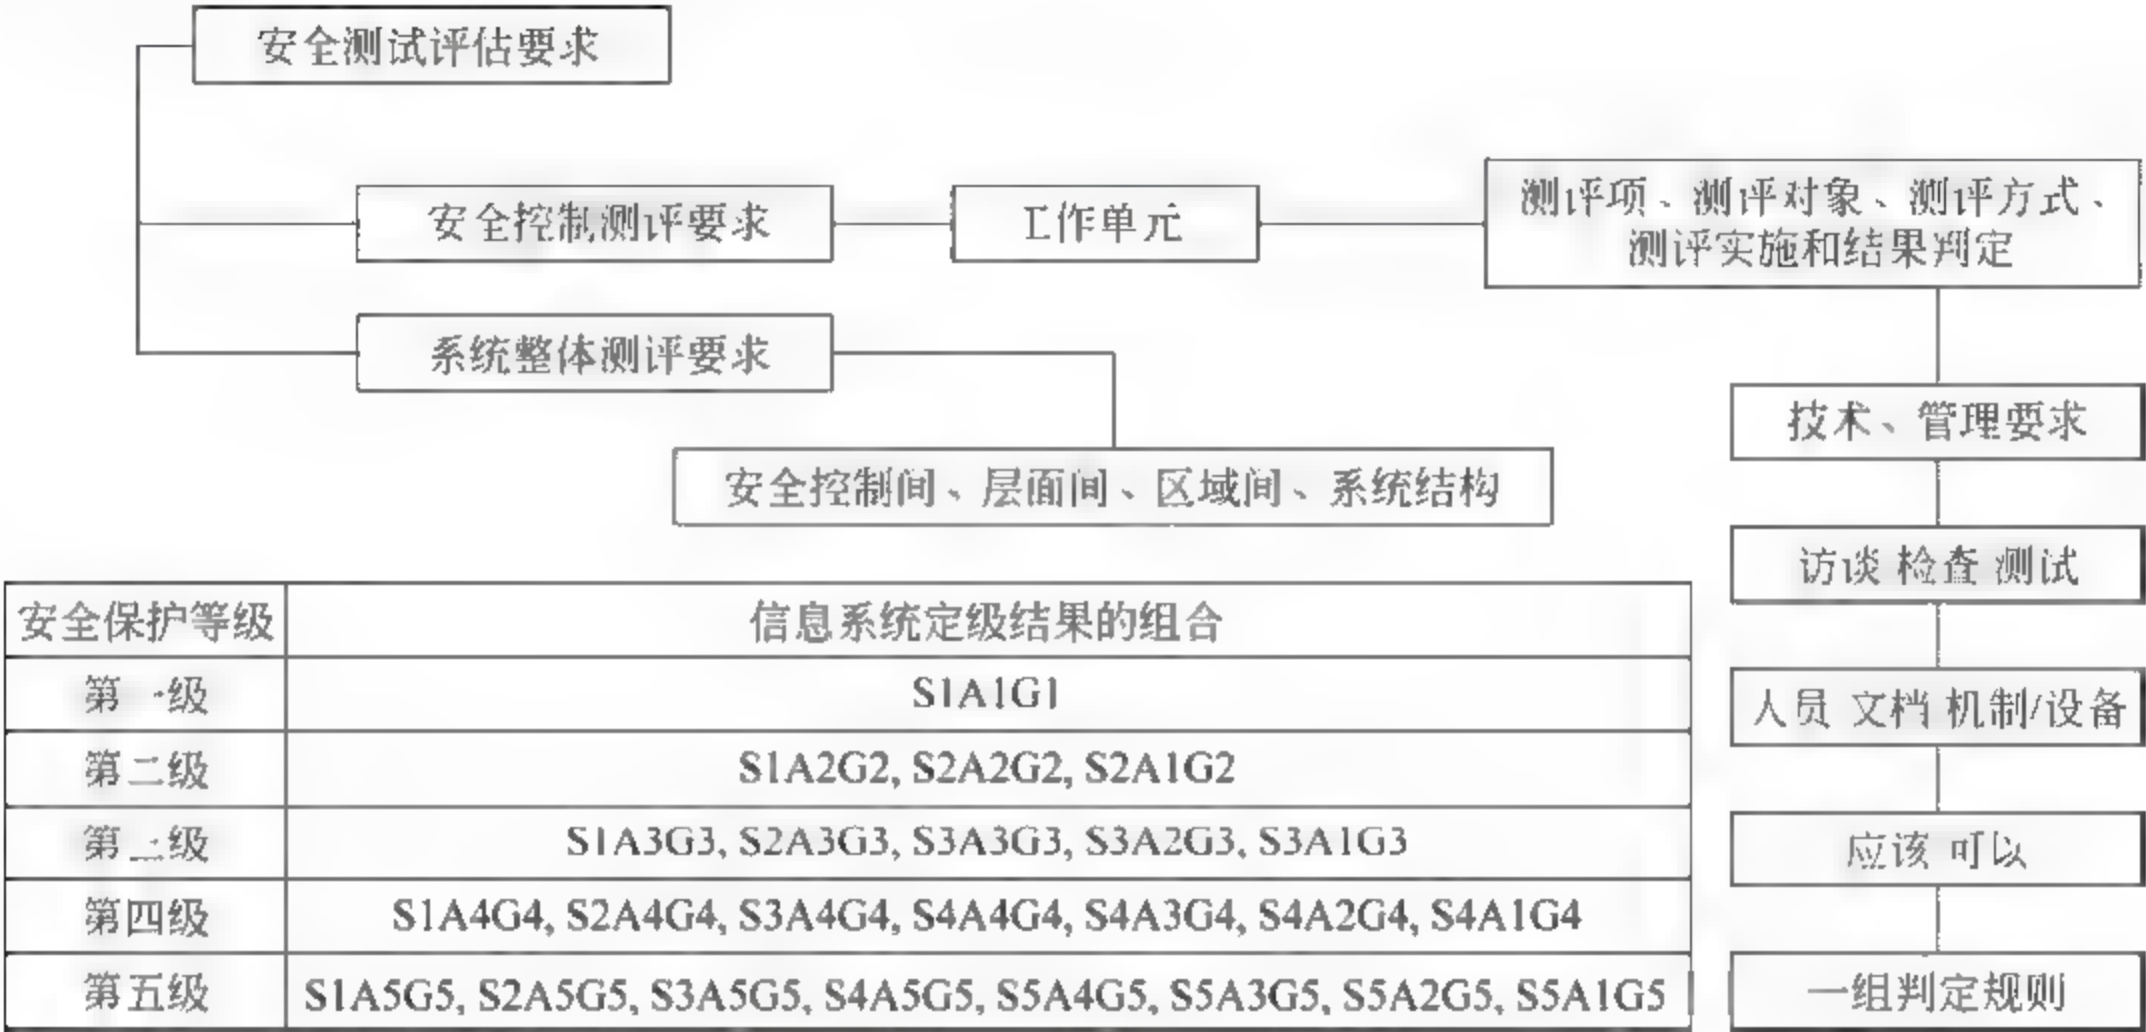 安全测试评估要求
安全控制测评要求
工作单元
测评项、测评对象、测评方式、
测评实施和结果判定
系统整体测评要求
安全控制间、层面间、区域间、系统结构
技术、管理要求
访谈 检查 测试
人员 文档 机制/设备
应该 可以
一组判定规则
安全保护等级 信息系统定级结果的组合
第一级 S1A1G1
第二级 S1A2G2, S2A2G2, S2A1G2
第三级 S1A3G3, S2A3G3, S3A3G3, S3A2G3, S3A1G3
第四级 S1A4G4, S2A4G4, S3A4G4, S4A4G4, S4A3G4, S4A2G4, S4A1G4
第五级 S1A5G5, S2A5G5, S3A5G5, S4A5G5, S5A4G5, S5A3G5, S5A2G5, S5A1G5